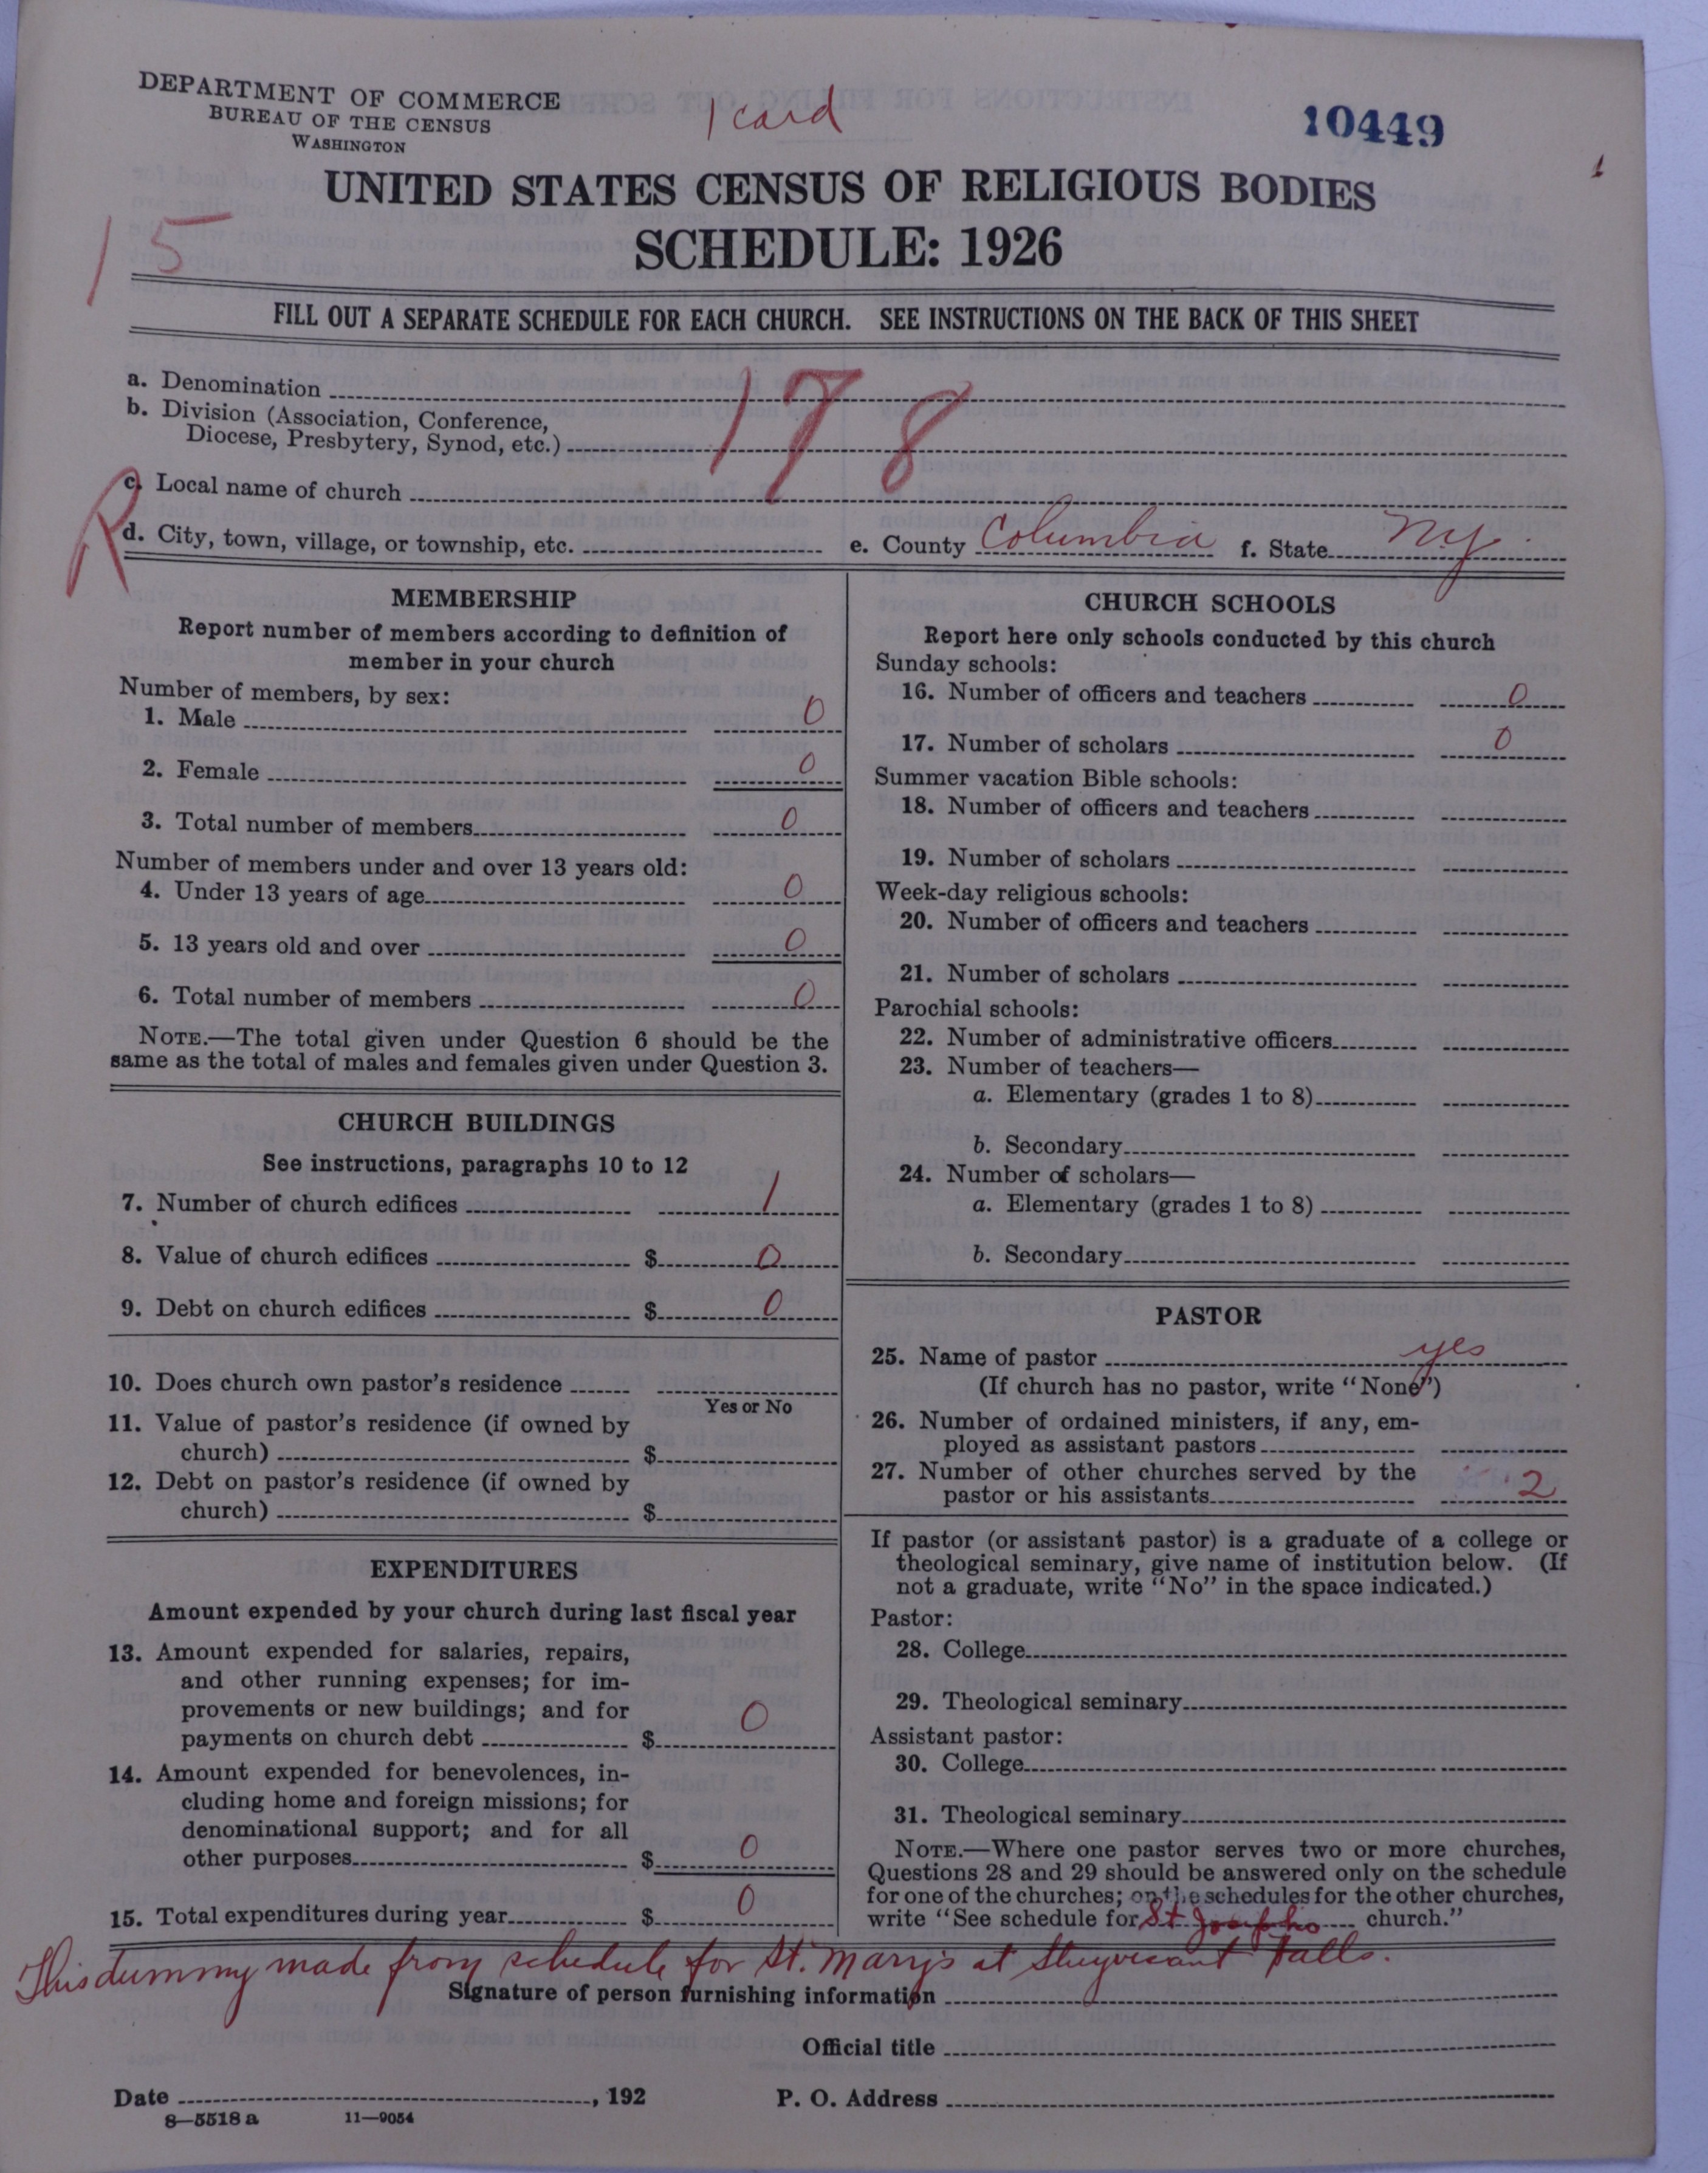 DEPARTMENT OF COMMERCE
BUREAU OF THE CENSUS
WASHINGTON
1 card
10449
1
UNITED STATES CENSUS OF RELIGIOUS BODIES
15
SCHEDULE: 1926
FILL OUT A SEPARATE SCHEDULE FOR EACH CHURCH. SEE INSTRUCTIONS ON THE BACK OF THIS SHEET
a. Denomination
b. Division (Association, Conference,
Diocese, Presbytery, Synod, etc.)
178
R
c. Local name of church
d. City, town, village, or township, etc. e. County Columbia f. State N.Y.
MEMBERSHIP
Report number of members according to definition of
member in your church
Number of members, by sex:
1. Male 0
2. Female 0
3. Total number of members 0
Number of members under and over 13 years old:
4. Under 13 years of age 0
5. 13 years old and over 0
6. Total number of members 0
NOTE.—The total given under Question 6 should be the
same as the total of males and females given under Question 3.
CHURCH BUILDINGS
See instructions, paragraphs 10 to 12
7. Number of church edifices 1
8. Value of church edifices $ 0
9. Debt on church edifices $ 0
10. Does church own pastor's residence
Yes or No
11. Value of pastor's residence (if owned by
church) $
12. Debt on pastor's residence (if owned by
church) $
EXPENDITURES
Amount expended by your church during last fiscal year
13. Amount expended for salaries, repairs,
and other running expenses; for im-
provements or new buildings; and for
payments on church debt $ 0
14. Amount expended for benevolences, in-
cluding home and foreign missions; for
denominational support; and for all
other purposes $ 0
15. Total expenditures during year $ 0
CHURCH SCHOOLS
Report here only schools conducted by this church
Sunday schools:
16. Number of officers and teachers 0
17. Number of scholars 0
Summer vacation Bible schools:
18. Number of officers and teachers
19. Number of scholars
Week-day religious schools:
20. Number of officers and teachers
21. Number of scholars
Parochial schools:
22. Number of administrative officers
23. Number of teachers—
a. Elementary (grades 1 to 8)
b. Secondary
24. Number of scholars—
a. Elementary (grades 1 to 8)
b. Secondary
PASTOR
25. Name of pastor yes
(If church has no pastor, write "None")
26. Number of ordained ministers, if any, em-
ployed as assistant pastors
27. Number of other churches served by the
pastor or his assistants 2
If pastor (or assistant pastor) is a graduate of a college or
theological seminary, give name of institution below. (If
not a graduate, write "No" in the space indicated.)
Pastor:
28. College
29. Theological seminary
Assistant pastor:
30. College
31. Theological seminary
NOTE.—Where one pastor serves two or more churches,
Questions 28 and 29 should be answered only on the schedule
for one of the churches; on the schedules for the other churches,
write "See schedule for St Josephs church."
This dummy made from schedule for St. Mary's at Stuyvesant Falls.
Signature of person furnishing information
Official title
Date , 192 P. O. Address
8—5518 a 11—9054